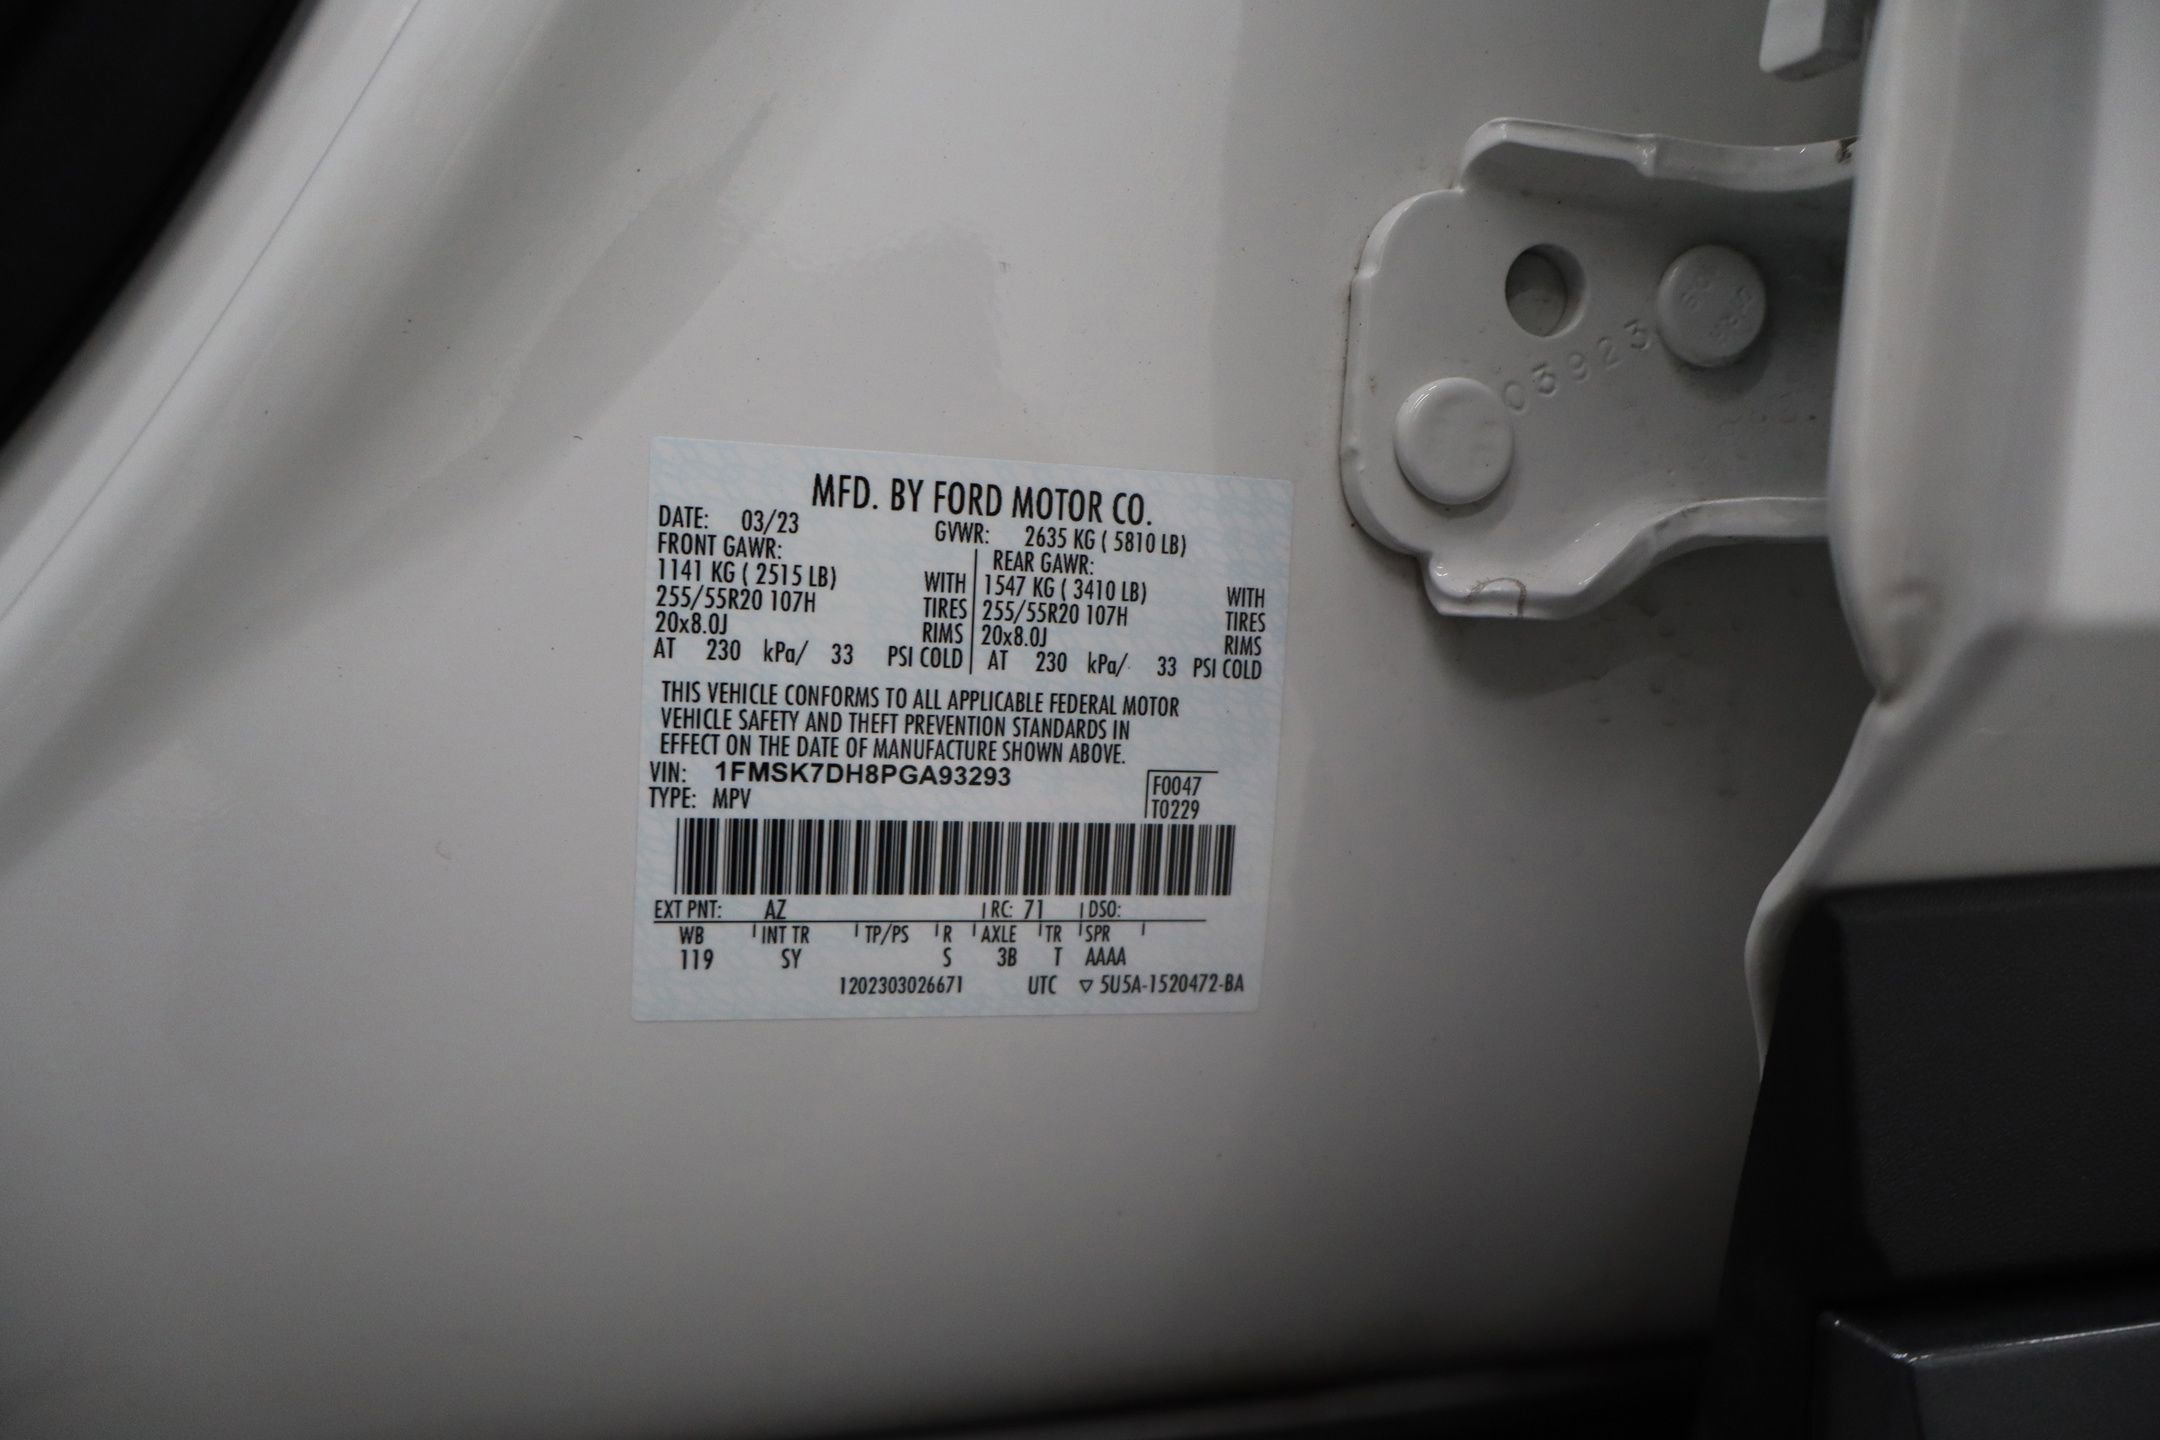 MFD. BY FORD MOTOR CO.
DATE: 03/23 GVWR: 2635 KG ( 5810 LB)
FRONT GAWR: REAR GAWR:
1141 KG ( 2515 LB) WITH 1547 KG ( 3410 LB) WITH
255/55R20 107H TIRES 255/55R20 107H TIRES
20x8.0J RIMS 20x8.0J RIMS
AT 230 kPa/ 33 PSI COLD AT 230 kPa/ 33 PSI COLD
THIS VEHICLE CONFORMS TO ALL APPLICABLE FEDERAL MOTOR
VEHICLE SAFETY AND THEFT PREVENTION STANDARDS IN
EFFECT ON THE DATE OF MANUFACTURE SHOWN ABOVE.
VIN: 1FMSK7DH8PGA93293 F0047
TYPE: MPV T0229
EXT PNT: AZ RC: 71 DSO:
WB INT TR TP/PS R AXLE TR SPR
119 SY S 3B T AAAA
1202303026671 UTC ▽ 5U5A-1520472-BA
03923